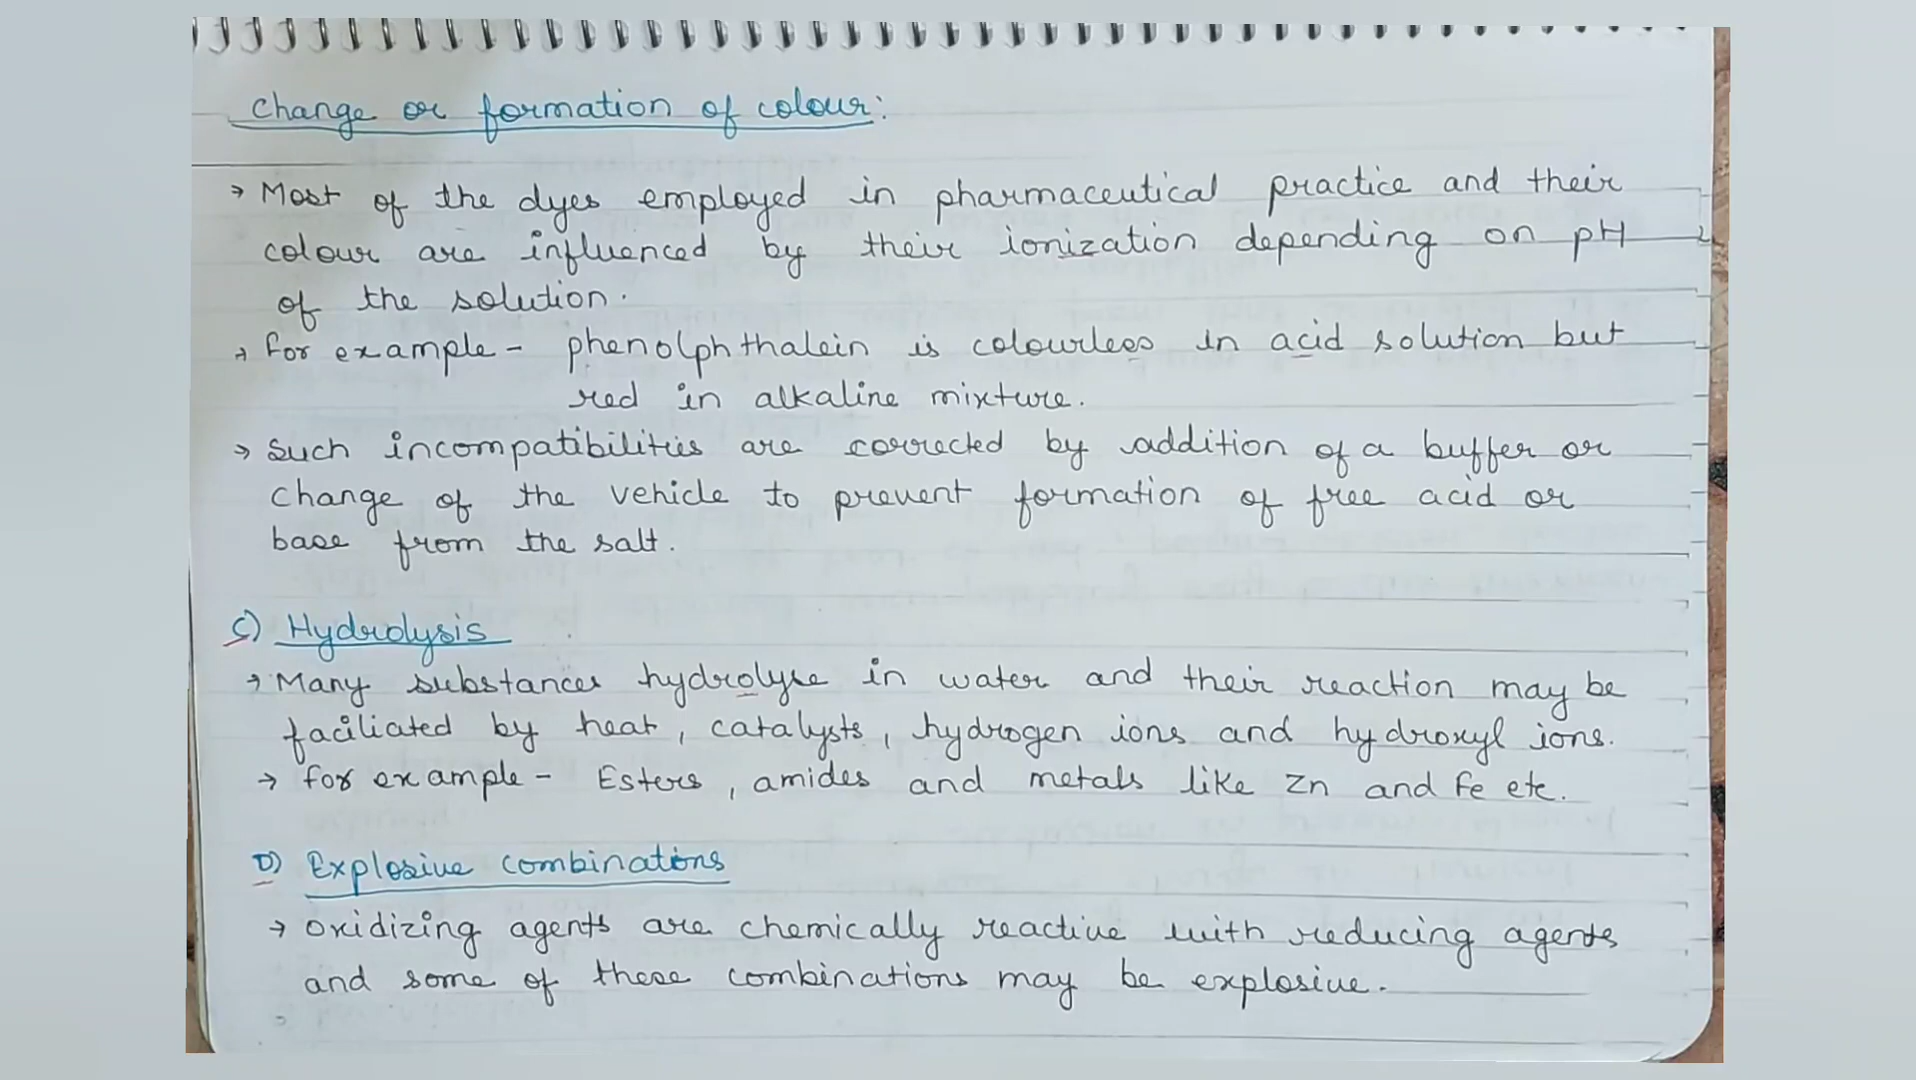 Change or formation of colour:
→ Most of the dyes employed in pharmaceutical practice and their
colour are influenced by their ionization depending on pH
of the solution.
→ For example - phenolphthalein is colourless in acid solution but
red in alkaline mixture.
→ Such incompatibilities are corrected by addition of a buffer or
change of the vehicle to prevent formation of free acid or
base from the salt.
C) Hydrolysis
→ Many substances hydrolyse in water and their reaction may be
faciliated by heat, catalysts, hydrogen ions and hydroxyl ions.
→ For example - Esters, amides and metals like Zn and Fe etc.
D) Explosive combinations
→ Oxidizing agents are chemically reactive with reducing agents
and some of these combinations may be explosive.